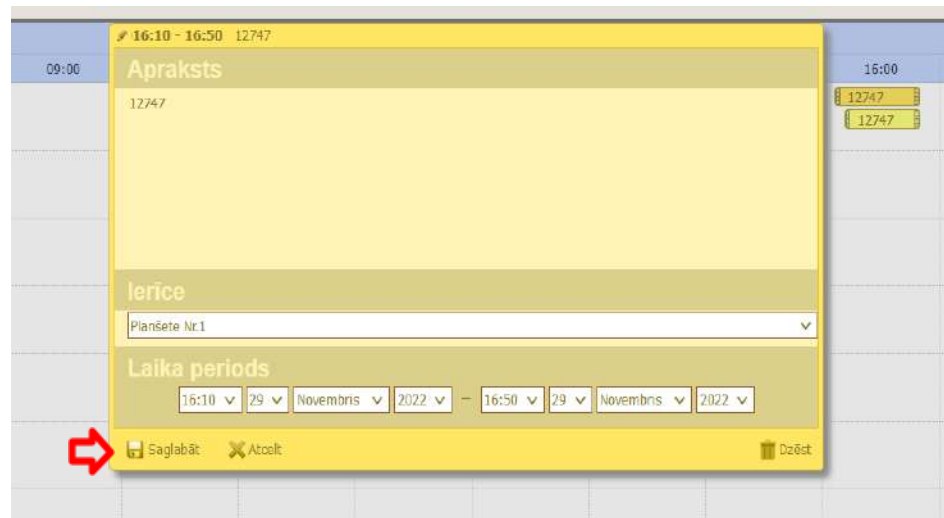 16:10 - 16:50 12747
09:00
16:00
Apraksts
12747
12747
12747
Ierīce
Planšete Nr.1
Laika periods
16:10 29 Novembris 2022 – 16:50 29 Novembris 2022
Saglabāt Atcelt Dzēst